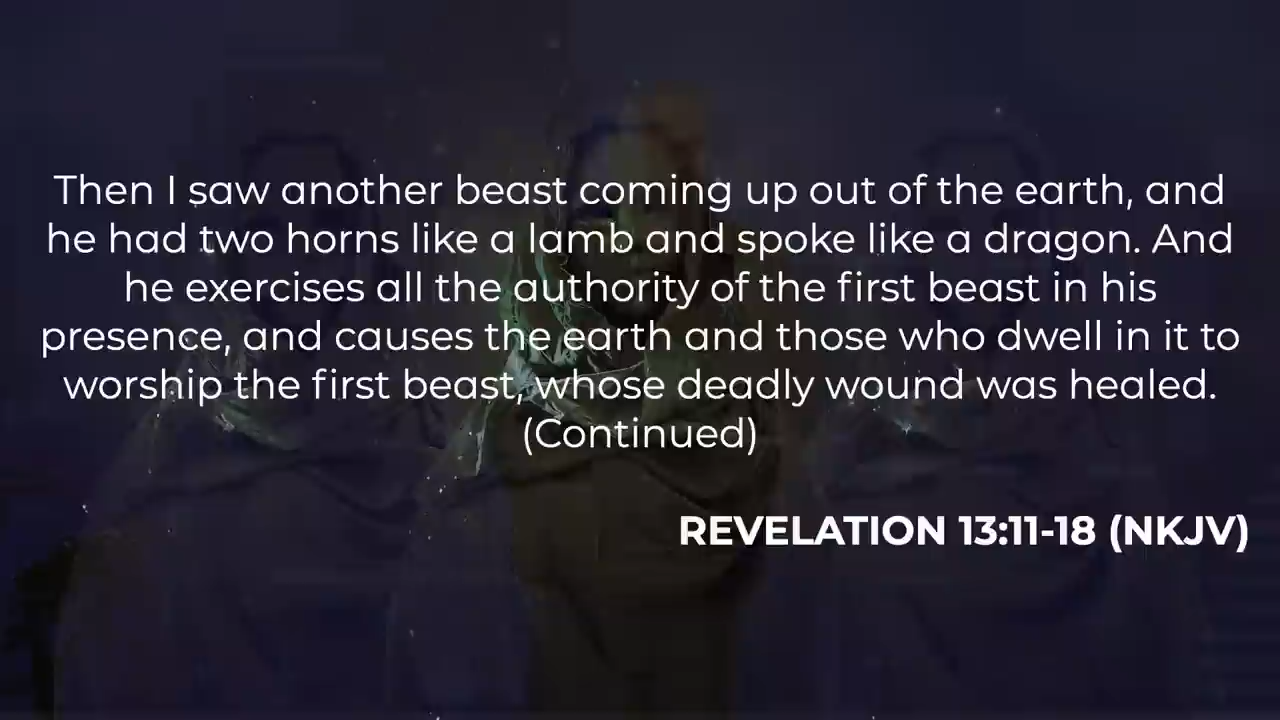 Then I saw another beast coming up out of the earth, and
he had two horns like a lamb and spoke like a dragon. And
he exercises all the authority of the first beast in his
presence, and causes the earth and those who dwell in it to
worship the first beast, whose deadly wound was healed.
(Continued)
REVELATION 13:11-18 (NKJV)